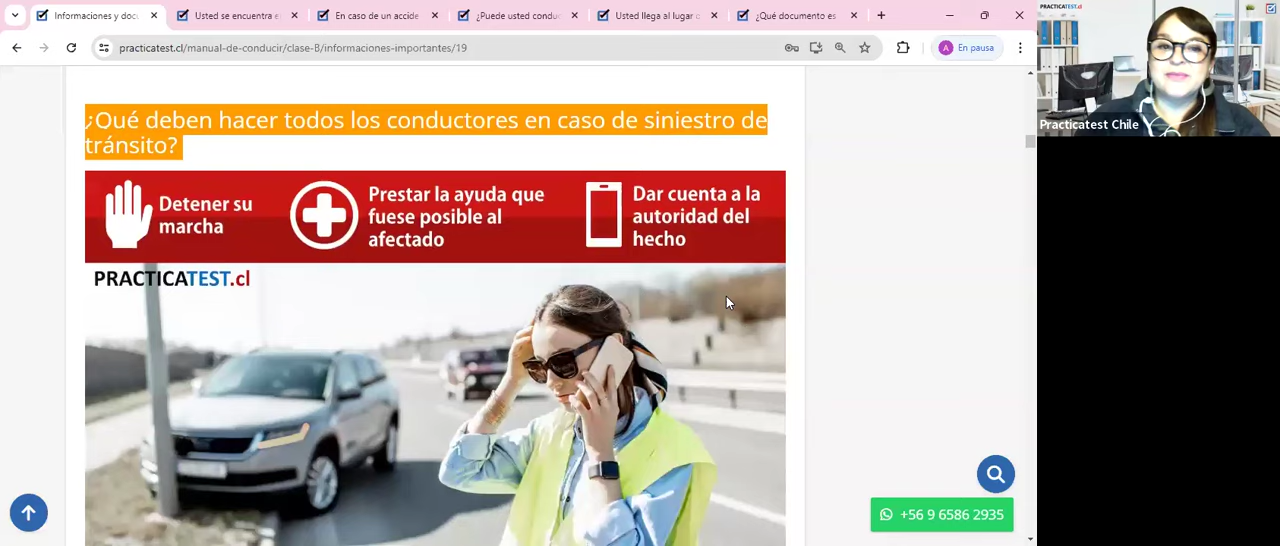 Informaciones y docu
Usted se encuentra e
En caso de un accide
¿Puede usted conduc
Usted llega al lugar c
¿Qué documento es
practicatest.cl/manual-de-conducir/clase-B/informaciones-importantes/19
A
En pausa
PRACTICATEST.cl
Practicatest Chile
¿Qué deben hacer todos los conductores en caso de siniestro de
tránsito?
Detener su
marcha
Prestar la ayuda que
fuese posible al
afectado
Dar cuenta a la
autoridad del
hecho
PRACTICATEST.cl
+56 9 6586 2935